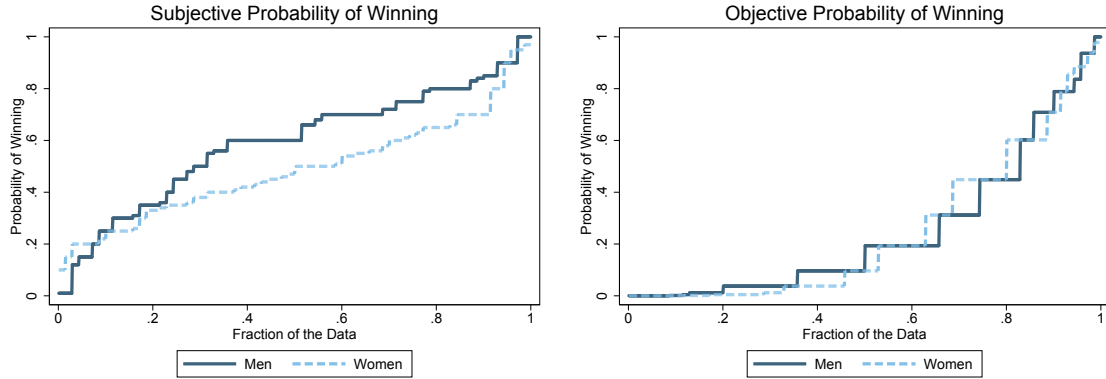 Subjective Probability of Winning
Probability of Winning
0 .2 .4 .6 .8 1
0 .2 .4 .6 .8 1
Fraction of the Data
Men Women
Objective Probability of Winning
Probability of Winning
0 .2 .4 .6 .8 1
0 .2 .4 .6 .8 1
Fraction of the Data
Men Women